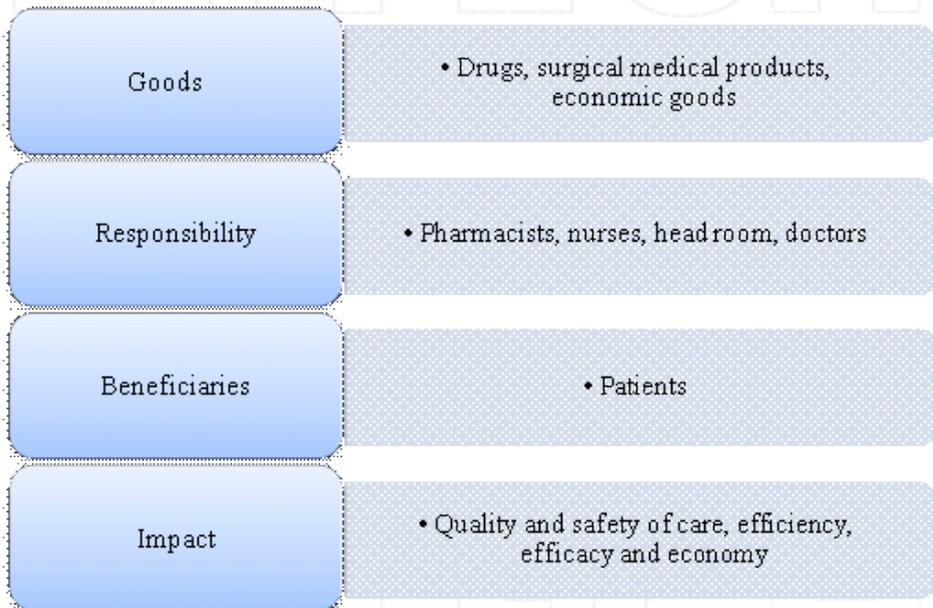 Goods
• Drugs, surgical medical products,
economic goods
Responsibility
• Pharmacists, nurses, head room, doctors
Beneficiaries
• Patients
Impact
• Quality and safety of care, efficiency,
efficacy and economy